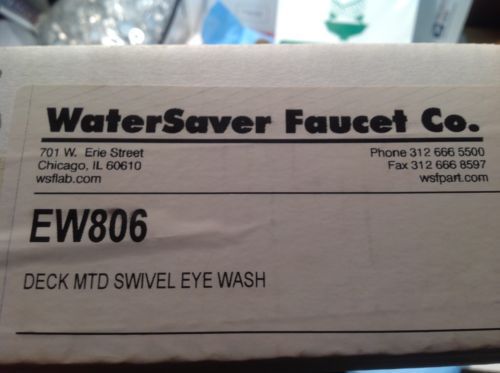 WaterSaver Faucet Co.
701 W. Erie Street Phone 312 666 5500
Chicago, IL 60610 Fax 312 666 8597
wsflab.com wsfpart.com
EW806
DECK MTD SWIVEL EYE WASH